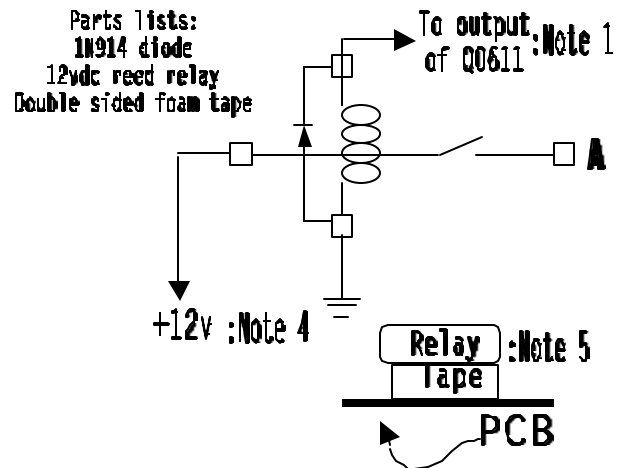 Parts lists:
1N914 diode
12vdc reed relay
Double sided foam tape
To output :Note 1
of Q0611
A
+12v :Note 4
Relay :Note 5
Tape
PCB